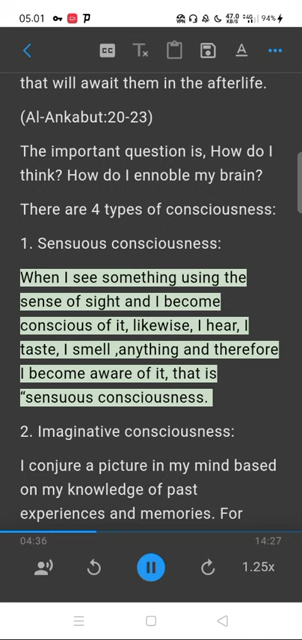 05.01
47.0
KB/S
4G
94%
CC
A
that will await them in the afterlife.
(Al-Ankabut:20-23)
The important question is, How do I
think? How do I ennoble my brain?
There are 4 types of consciousness:
1. Sensuous consciousness:
When I see something using the
sense of sight and I become
conscious of it, likewise, I hear, I
taste, I smell ,anything and therefore
I become aware of it, that is
“sensuous consciousness.
2. Imaginative consciousness:
I conjure a picture in my mind based
on my knowledge of past
experiences and memories. For
04:36
14:27
1.25x